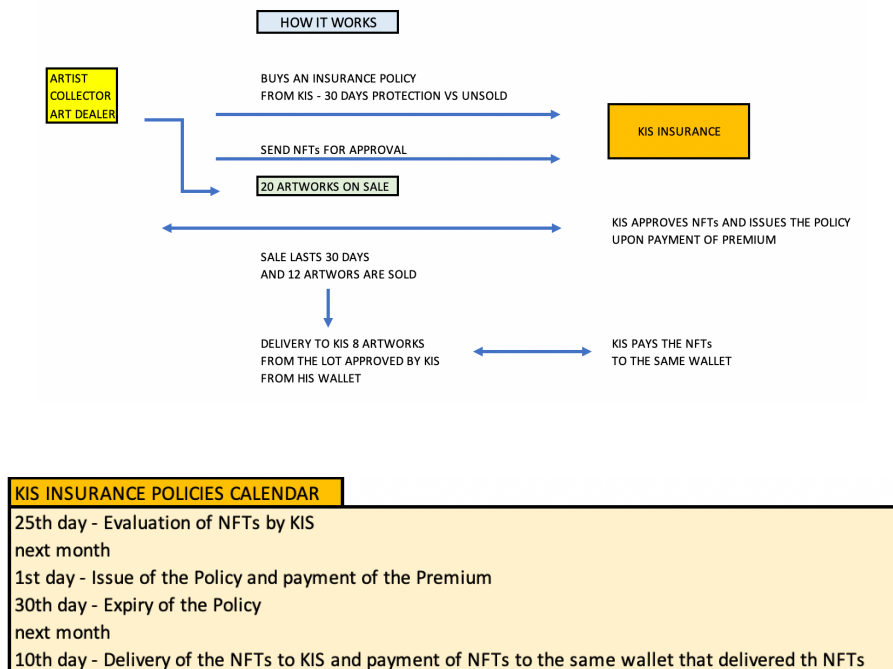 HOW IT WORKS
ARTIST
COLLECTOR
ART DEALER
BUYS AN INSURANCE POLICY
FROM KIS - 30 DAYS PROTECTION VS UNSOLD
KIS INSURANCE
SEND NFTs FOR APPROVAL
20 ARTWORKS ON SALE
KIS APPROVES NFTs AND ISSUES THE POLICY
UPON PAYMENT OF PREMIUM
SALE LASTS 30 DAYS
AND 12 ARTWORS ARE SOLD
DELIVERY TO KIS 8 ARTWORKS
FROM THE LOT APPROVED BY KIS
FROM HIS WALLET
KIS PAYS THE NFTs
TO THE SAME WALLET
KIS INSURANCE POLICIES CALENDAR
25th day - Evaluation of NFTs by KIS
next month
1st day - Issue of the Policy and payment of the Premium
30th day - Expiry of the Policy
next month
10th day - Delivery of the NFTs to KIS and payment of NFTs to the same wallet that delivered th NFTs